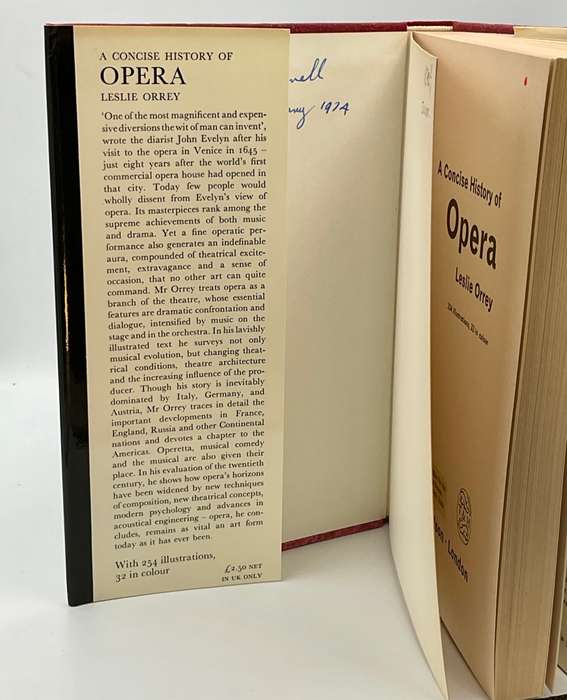 A CONCISE HISTORY OF
OPERA
LESLIE ORREY
'One of the most magnificent and expen-
sive diversions the wit of man can invent',
wrote the diarist John Evelyn after his
visit to the opera in Venice in 1645 –
just eight years after the world's first
commercial opera house had opened in
that city. Today few people would
wholly dissent from Evelyn's view of
opera. Its masterpieces rank among the
supreme achievements of both music
and drama. Yet a fine operatic per-
formance also generates an indefinable
aura, compounded of theatrical excite-
ment, extravagance and a sense of
occasion, that no other art can quite
command. Mr Orrey treats opera as a
branch of the theatre, whose essential
features are dramatic confrontation and
dialogue, intensified by music on the
stage and in the orchestra. In his lavishly
illustrated text he surveys not only
musical evolution, but changing theat-
rical conditions, theatre architecture
and the increasing influence of the pro-
ducer. Though his story is inevitably
dominated by Italy, Germany, and
Austria, Mr Orrey traces in detail the
important developments in France,
England, Russia and other Continental
nations and devotes a chapter to the
Americas. Operetta, musical comedy
and the musical are also given their
place. In his evaluation of the twentieth
century, he shows how opera's horizons
have been widened by new techniques
of composition, new theatrical concepts,
modern psychology and advances in
acoustical engineering – opera, he con-
cludes, remains as vital an art form
today as it has ever been.
With 254 illustrations,
32 in colour
£2.50 NET
IN UK ONLY
1974
A Concise History of
Opera
Leslie Orrey
254 illustrations, 32 in colour
London